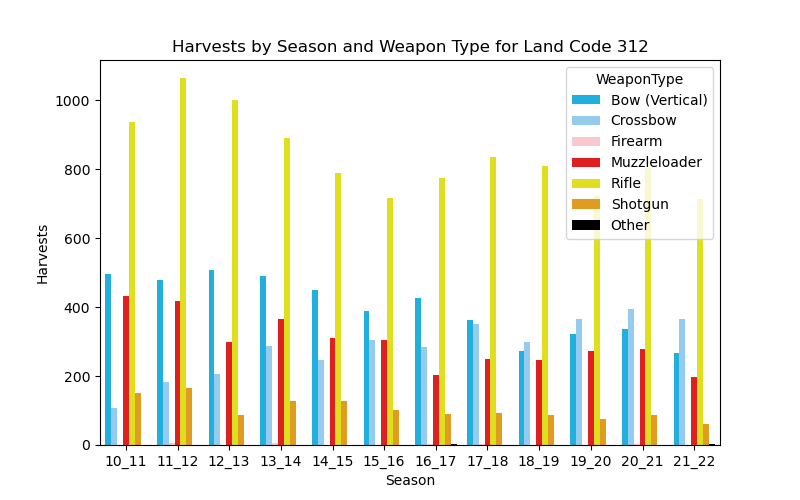 Harvests by Season and Weapon Type for Land Code 312
Harvests
1000
800
600
400
200
0
WeaponType
Bow (Vertical)
Crossbow
Firearm
Muzzleloader
Rifle
Shotgun
Other
10_11 11_12 12_13 13_14 14_15 15_16 16_17 17_18 18_19 19_20 20_21 21_22
Season